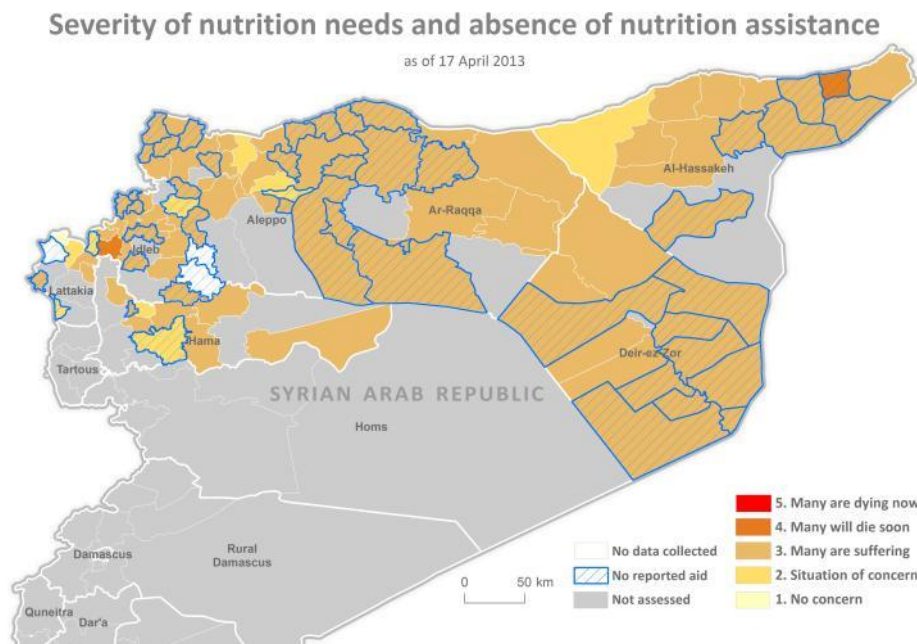 Severity of nutrition needs and absence of nutrition assistance
as of 17 April 2013
Al-Hassakeh
Aleppo
Ar-Raqqa
Idleb
Lattakia
Hama
Deir-ez-Zor
Tartous
SYRIAN ARAB REPUBLIC
Homs
Damascus
Rural
Damascus
Quneitra
Dar'a
0 50 km
No data collected
No reported aid
Not assessed
5. Many are dying now
4. Many will die soon
3. Many are suffering
2. Situation of concern
1. No concern